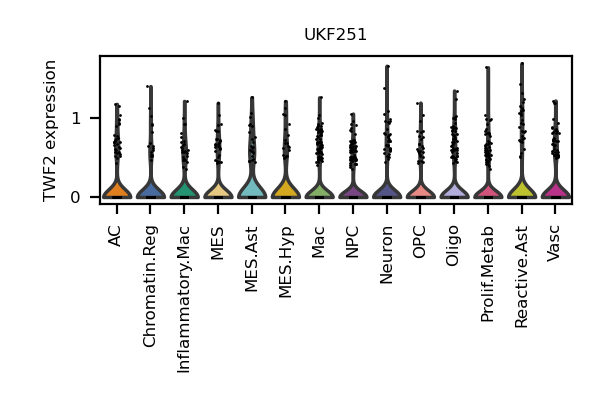 UKF251
TWF2 expression
1
0
AC
Chromatin.Reg
Inflammatory.Mac
MES
MES.Ast
MES.Hyp
Mac
NPC
Neuron
OPC
Oligo
Prolif.Metab
Reactive.Ast
Vasc